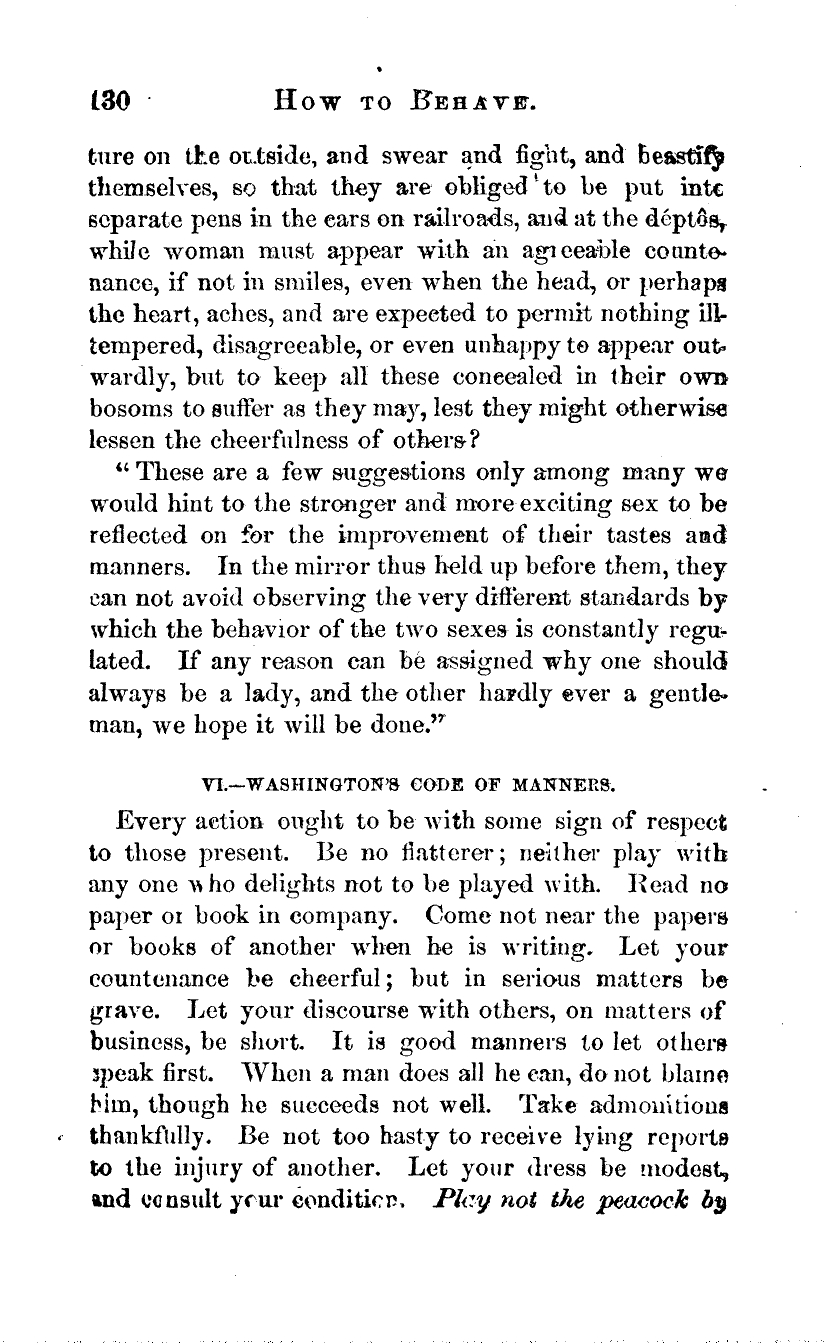 130 How to Behave.
ture on the outside, and swear and fight, and beastify
themselves, so that they are obliged to be put into
separate pens in the cars on railroads, and at the déptôs,
while woman must appear with an agreeable counte-
nance, if not in smiles, even when the head, or perhaps
the heart, aches, and are expected to permit nothing ill-
tempered, disagreeable, or even unhappy to appear out-
wardly, but to keep all these concealed in their own
bosoms to suffer as they may, lest they might otherwise
lessen the cheerfulness of others?
“These are a few suggestions only among many we
would hint to the stronger and more exciting sex to be
reflected on for the improvement of their tastes and
manners. In the mirror thus held up before them, they
can not avoid observing the very different standards by
which the behavior of the two sexes is constantly regu-
lated. If any reason can be assigned why one should
always be a lady, and the other hardly ever a gentle-
man, we hope it will be done.”
VI.—WASHINGTON'S CODE OF MANNERS.
Every action ought to be with some sign of respect
to those present. Be no flatterer; neither play with
any one who delights not to be played with. Read no
paper or book in company. Come not near the papers
or books of another when he is writing. Let your
countenance be cheerful; but in serious matters be
grave. Let your discourse with others, on matters of
business, be short. It is good manners to let others
speak first. When a man does all he can, do not blame
him, though he succeeds not well. Take admonitions
thankfully. Be not too hasty to receive lying reports
to the injury of another. Let your dress be modest,
and consult your condition. Play not the peacock by